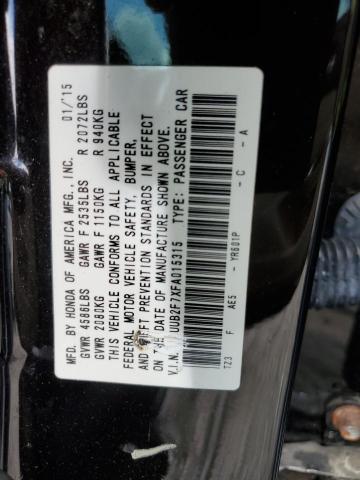 MFD. BY HONDA OF AMERICA MFG., INC. 01/15
GVWR 4586LBS GAWR F 2535LBS R 2072LBS
GVWR 2080KG GAWR F 1150KG R 940KG
THIS VEHICLE CONFORMS TO ALL APPLICABLE
FEDERAL MOTOR VEHICLE SAFETY, BUMPER,
AND THEFT PREVENTION STANDARDS IN EFFECT
ON THE DATE OF MANUFACTURE SHOWN ABOVE.
V.I.N. UUB2F7XFA015315 TYPE: PASSENGER CAR
TZ3 F AE5 - YR601P - C - A